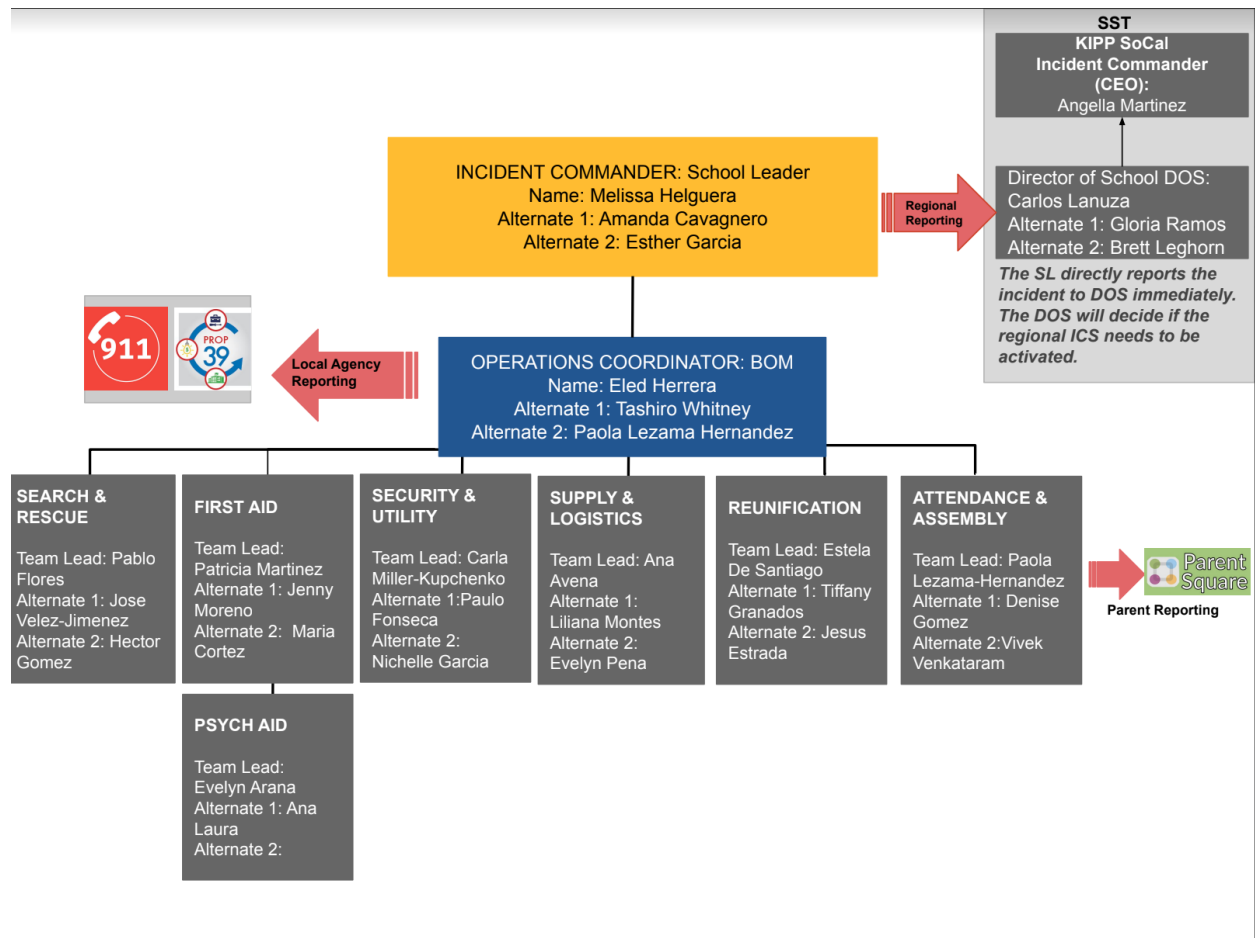 SST
KIPP SoCal
Incident Commander
(CEO):
Angella Martinez
INCIDENT COMMANDER: School Leader
Name: Melissa Helguera
Alternate 1: Amanda Cavagnero
Alternate 2: Esther Garcia
Regional
Reporting
Director of School DOS:
Carlos Lanuza
Alternate 1: Gloria Ramos
Alternate 2: Brett Leghorn
The SL directly reports the
incident to DOS immediately.
The DOS will decide if the
regional ICS needs to be
activated.
911
PROP
39
Local Agency
Reporting
OPERATIONS COORDINATOR: BOM
Name: Eled Herrera
Alternate 1: Tashiro Whitney
Alternate 2: Paola Lezama Hernandez
SEARCH &
RESCUE
Team Lead: Pablo
Flores
Alternate 1: Jose
Velez-Jimenez
Alternate 2: Hector
Gomez
FIRST AID
Team Lead:
Patricia Martinez
Alternate 1: Jenny
Moreno
Alternate 2:  Maria
Cortez
SECURITY &
UTILITY
Team Lead: Carla
Miller-Kupchenko
Alternate 1:Paulo
Fonseca
Alternate 2:
Nichelle Garcia
SUPPLY &
LOGISTICS
Team Lead: Ana
Avena
Alternate 1:
Liliana Montes
Alternate 2:
Evelyn Pena
REUNIFICATION
Team Lead: Estela
De Santiago
Alternate 1: Tiffany
Granados
Alternate 2: Jesus
Estrada
ATTENDANCE &
ASSEMBLY
Team Lead: Paola
Lezama-Hernandez
Alternate 1: Denise
Gomez
Alternate 2:Vivek
Venkataram
Parent
Square
Parent Reporting
PSYCH AID
Team Lead:
Evelyn Arana
Alternate 1: Ana
Laura
Alternate 2: